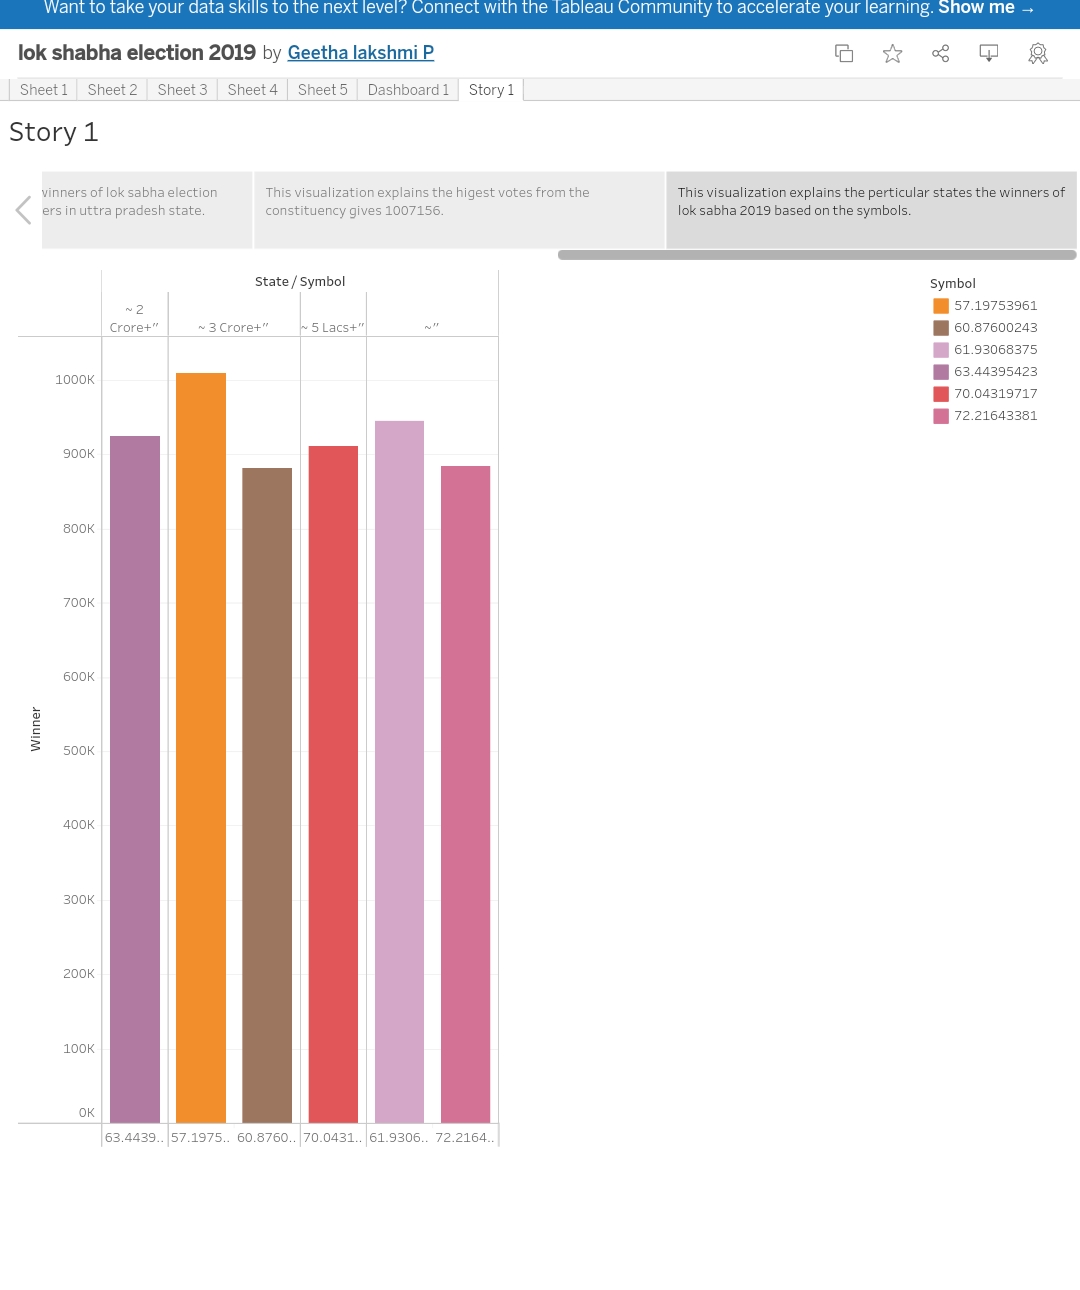 Want to take your data skills to the next level? Connect with the Tableau Community to accelerate your learning. Show me →
lok shabha election 2019 by Geetha lakshmi P
Sheet 1 Sheet 2 Sheet 3 Sheet 4 Sheet 5 Dashboard 1 Story 1
Story 1
winners of lok sabha election
ers in uttra pradesh state.
This visualization explains the higest votes from the
constituency gives 1007156.
This visualization explains the perticular states the winners of
lok sabha 2019 based on the symbols.
State / Symbol
~ 2
Crore+”
~ 3 Crore+”
~ 5 Lacs+”
~”
1000K
900K
800K
700K
600K
500K
400K
300K
200K
100K
0K
Winner
63.4439.. 57.1975.. 60.8760.. 70.0431.. 61.9306.. 72.2164..
Symbol
57.19753961
60.87600243
61.93068375
63.44395423
70.04319717
72.21643381